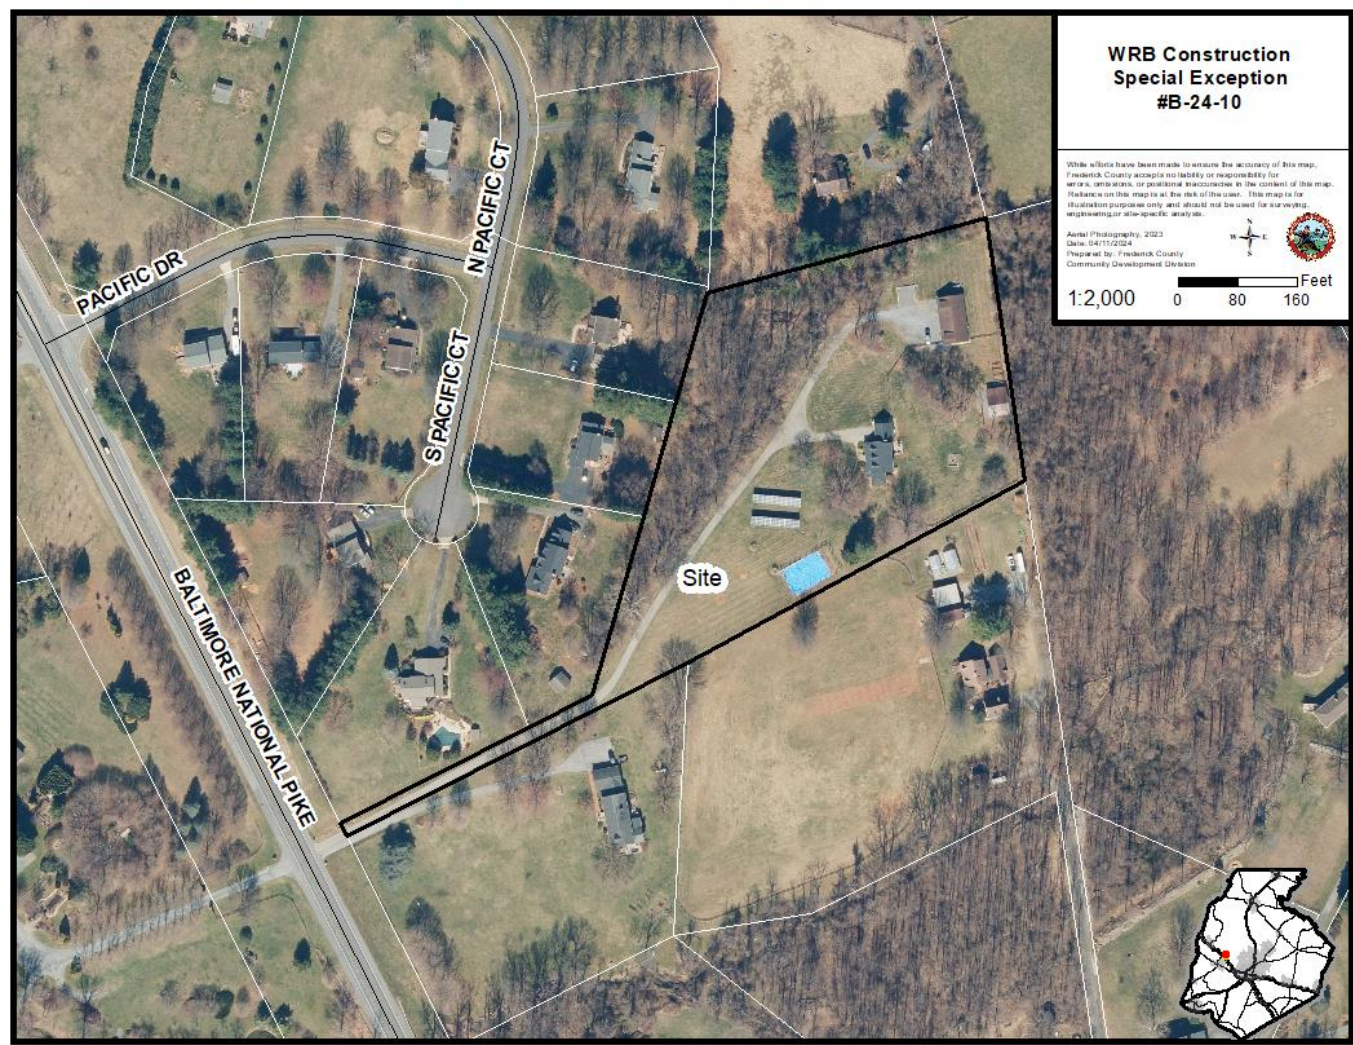 WRB Construction
Special Exception
#B-24-10
While efforts have been made to ensure the accuracy of this map,
Frederick County accepts no liability or responsibility for
errors, omissions, or positional inaccuracies in the content of this map.
Reliance on this map is at the risk of the user. This map is for
illustration purposes only and should not be used for surveying,
engineering,or site-specific analysis.
Aerial Photography, 2023
Date: 04/11/2024
Prepared by: Frederick County
Community Development Division
N
W
E
S
1:2,000
Feet
0 80 160
N PACIFIC CT
PACIFIC DR
S PACIFIC CT
Site
BALTIMORE NATIONAL PIKE